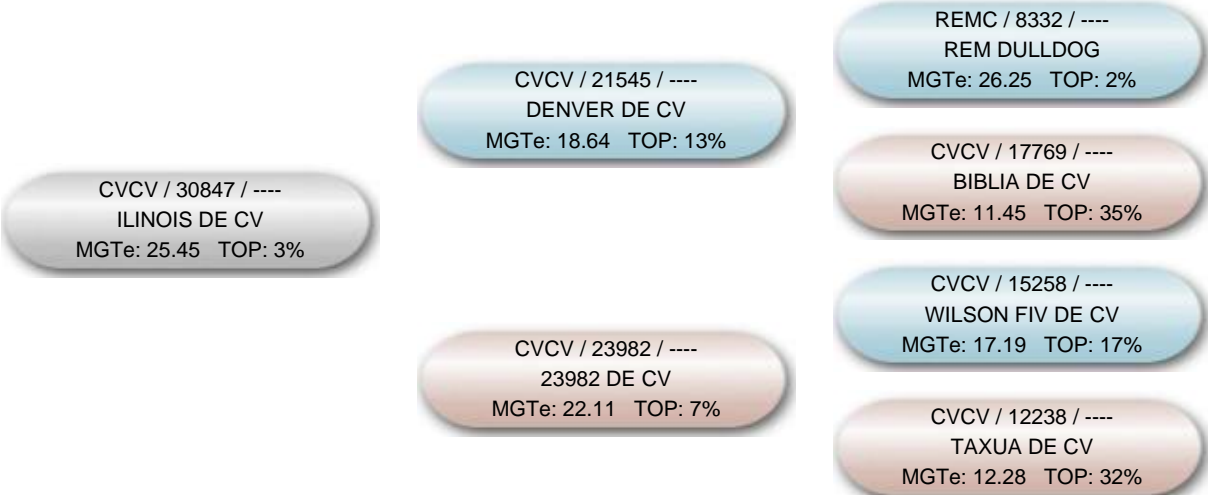 CVCV / 30847 / ----
ILINOIS DE CV
MGTe: 25.45 TOP: 3%
CVCV / 21545 / ----
DENVER DE CV
MGTe: 18.64 TOP: 13%
CVCV / 23982 / ----
23982 DE CV
MGTe: 22.11 TOP: 7%
REMC / 8332 / ----
REM DULLDOG
MGTe: 26.25 TOP: 2%
CVCV / 17769 / ----
BIBLIA DE CV
MGTe: 11.45 TOP: 35%
CVCV / 15258 / ----
WILSON FIV DE CV
MGTe: 17.19 TOP: 17%
CVCV / 12238 / ----
TAXUA DE CV
MGTe: 12.28 TOP: 32%